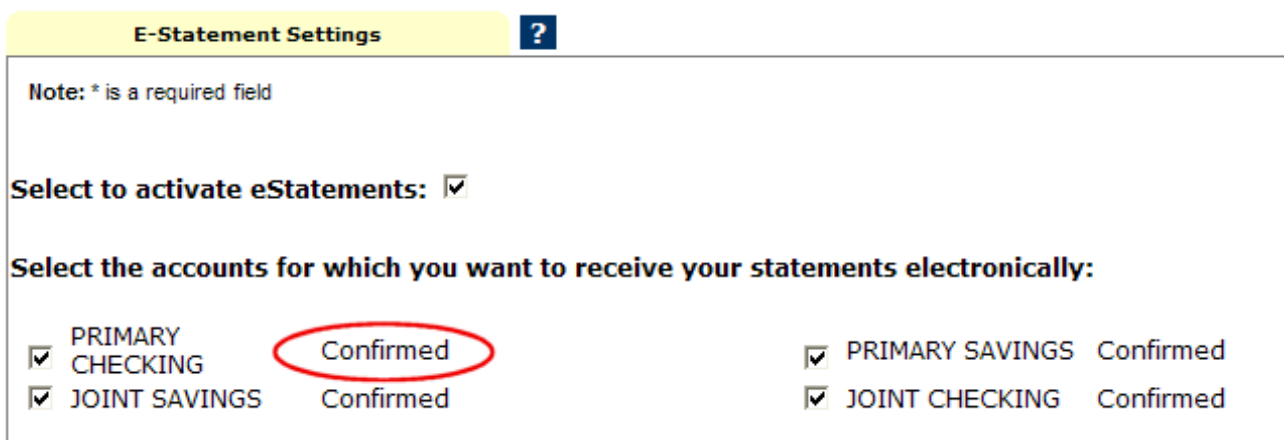 E-Statement Settings ?
Note: * is a required field
Select to activate eStatements:
Select the accounts for which you want to receive your statements electronically:
PRIMARY
CHECKING Confirmed PRIMARY SAVINGS Confirmed
JOINT SAVINGS Confirmed JOINT CHECKING Confirmed